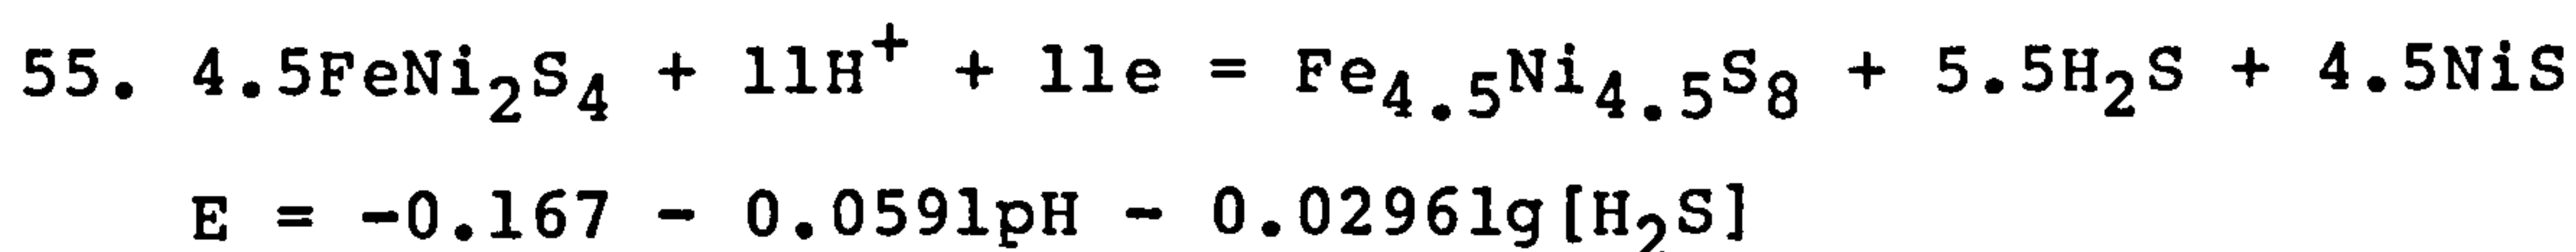 55. 4.5FeNi₂S₄ + 11H⁺ + 11e = Fe₄.₅Ni₄.₅S₈ + 5.5H₂S + 4.5NiS
E = -0.167 - 0.0591pH - 0.0296lg[H₂S]